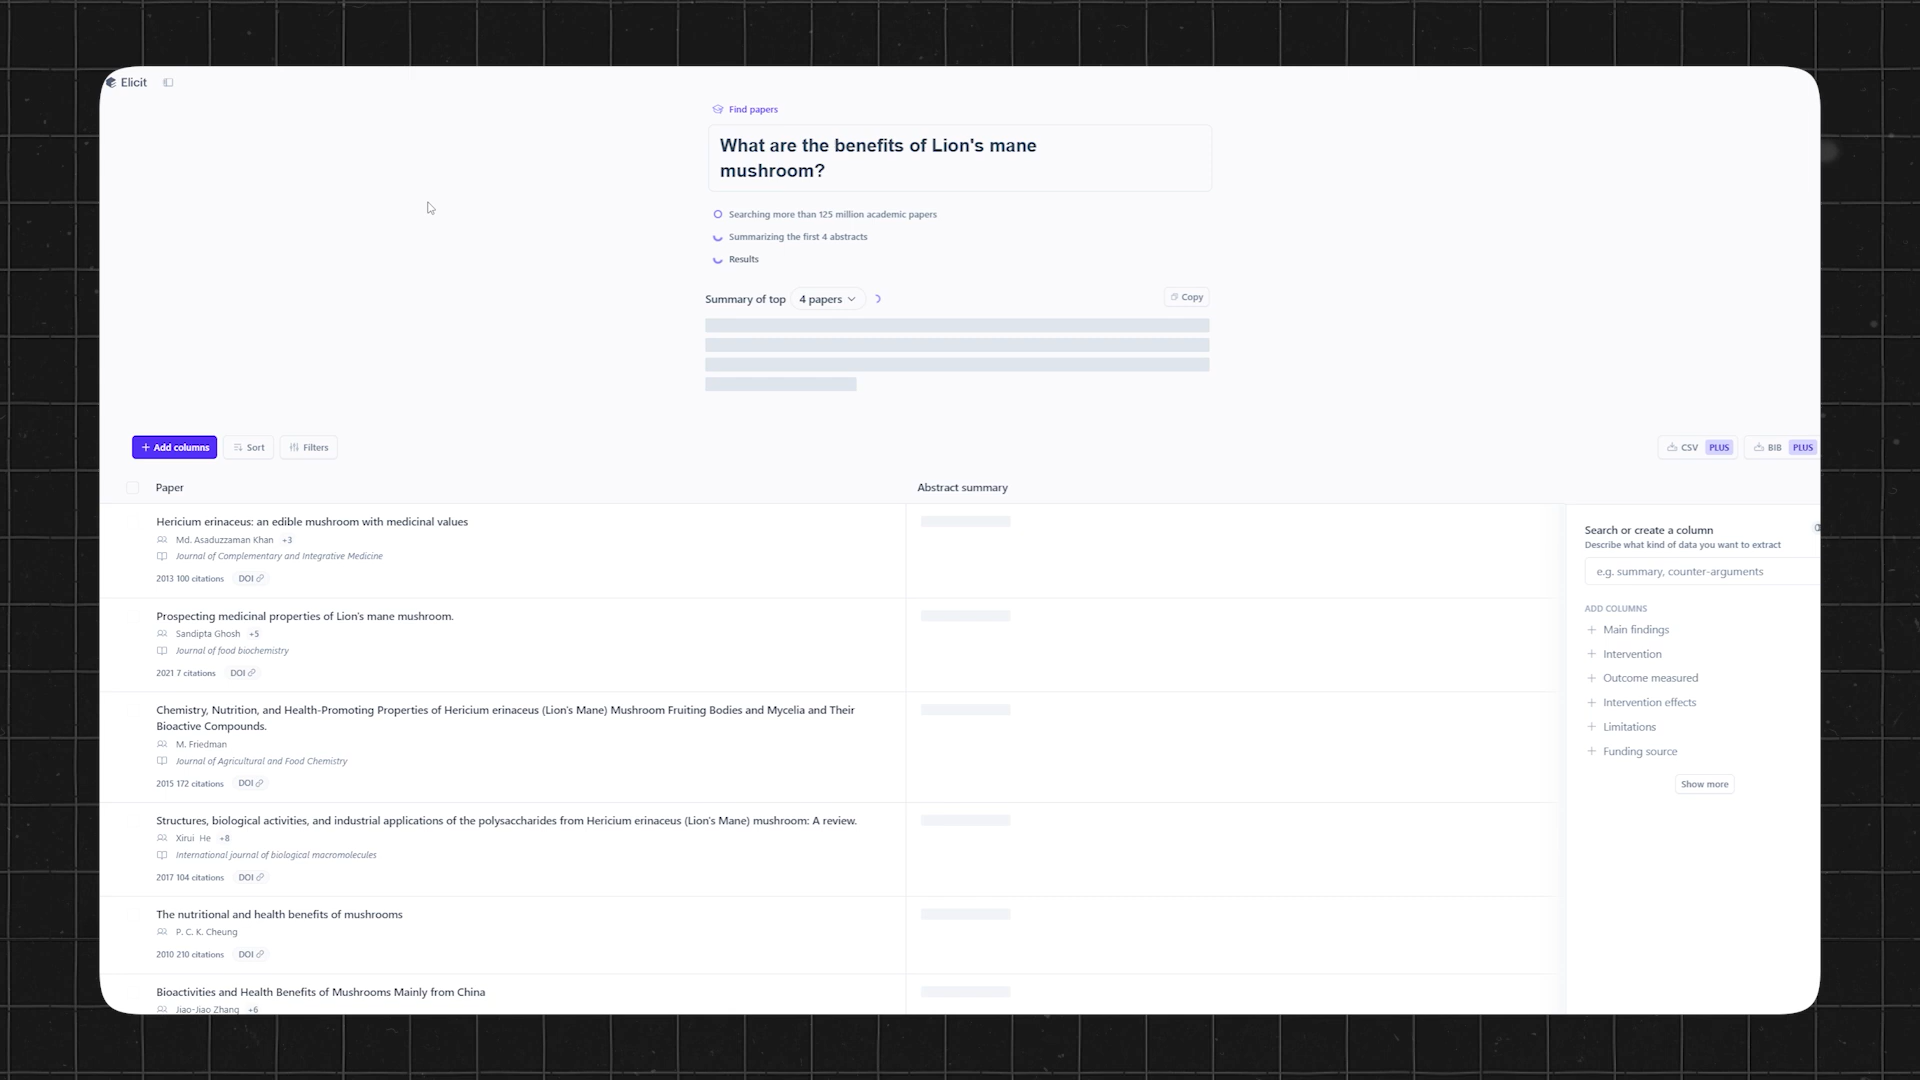 Elicit
Find papers
What are the benefits of Lion's mane
mushroom?
Searching more than 125 million academic papers
Summarizing the first 4 abstracts
Results
Summary of top 4 papers
Copy
+ Add columns
Sort
Filters
CSV PLUS
BIB PLUS
Paper
Abstract summary
Hericium erinaceus: an edible mushroom with medicinal values
Md. Asaduzzaman Khan +3
Journal of Complementary and Integrative Medicine
2013 100 citations DOI
Prospecting medicinal properties of Lion's mane mushroom.
Sandipta Ghosh +5
Journal of food biochemistry
2021 7 citations DOI
Chemistry, Nutrition, and Health-Promoting Properties of Hericium erinaceus (Lion's Mane) Mushroom Fruiting Bodies and Mycelia and Their
Bioactive Compounds.
M. Friedman
Journal of Agricultural and Food Chemistry
2015 172 citations DOI
Structures, biological activities, and industrial applications of the polysaccharides from Hericium erinaceus (Lion's Mane) mushroom: A review.
Xirui He +8
International journal of biological macromolecules
2017 104 citations DOI
The nutritional and health benefits of mushrooms
P. C. K. Cheung
2010 210 citations DOI
Bioactivities and Health Benefits of Mushrooms Mainly from China
Jiao-Jiao Zhang +6
Search or create a column
Describe what kind of data you want to extract
e.g. summary, counter-arguments
ADD COLUMNS
+ Main findings
+ Intervention
+ Outcome measured
+ Intervention effects
+ Limitations
+ Funding source
Show more